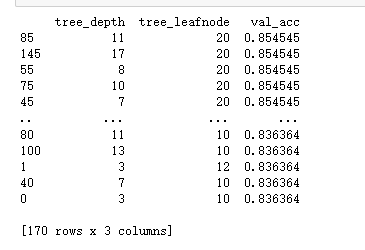 tree_depth tree_leafnode val_acc
85 11 20 0.854545
145 17 20 0.854545
55 8 20 0.854545
75 10 20 0.854545
45 7 20 0.854545
.. ... ... ...
80 11 10 0.836364
100 13 10 0.836364
1 3 12 0.836364
40 7 10 0.836364
0 3 10 0.836364
[170 rows x 3 columns]